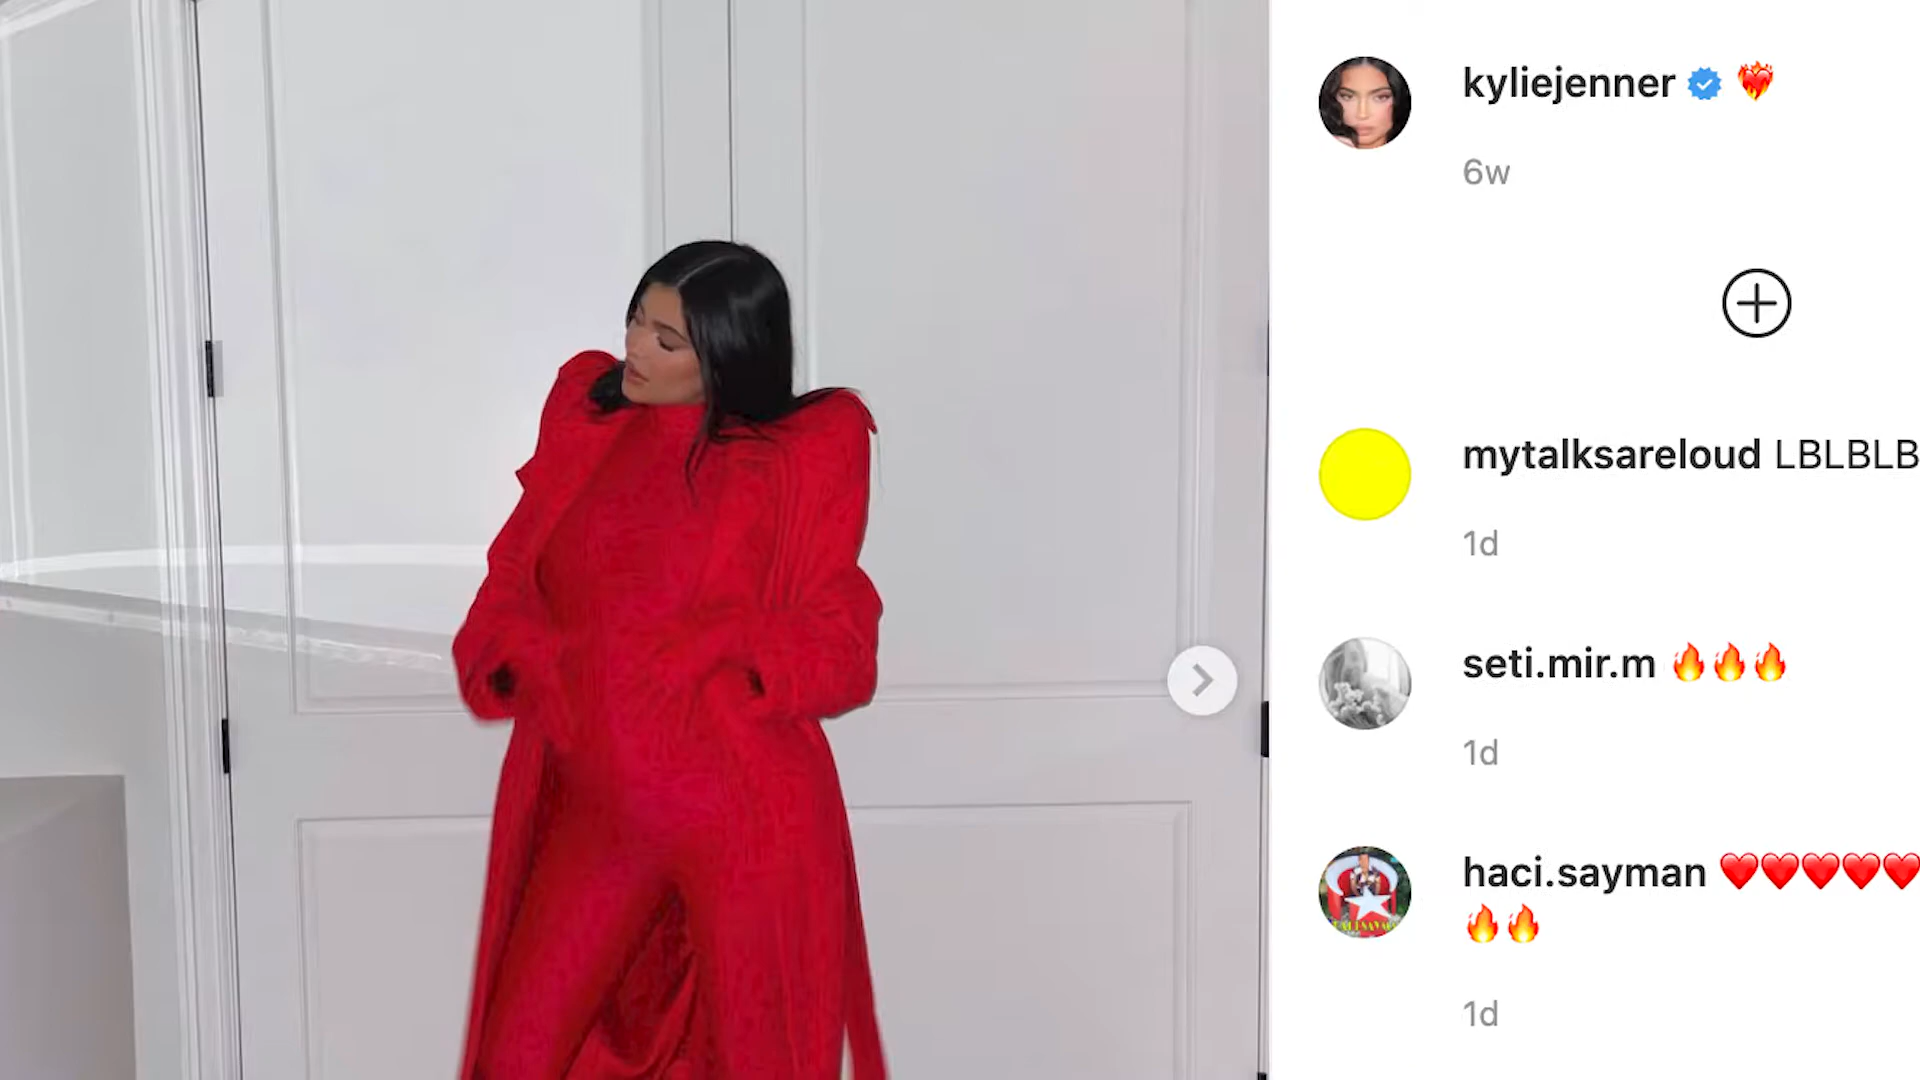 kyliejenner ❤️‍🔥
6w
mytalksareloud LBLBLB
1d
seti.mir.m 🔥🔥🔥
1d
haci.sayman ❤️❤️❤️❤️❤️
🔥🔥
1d